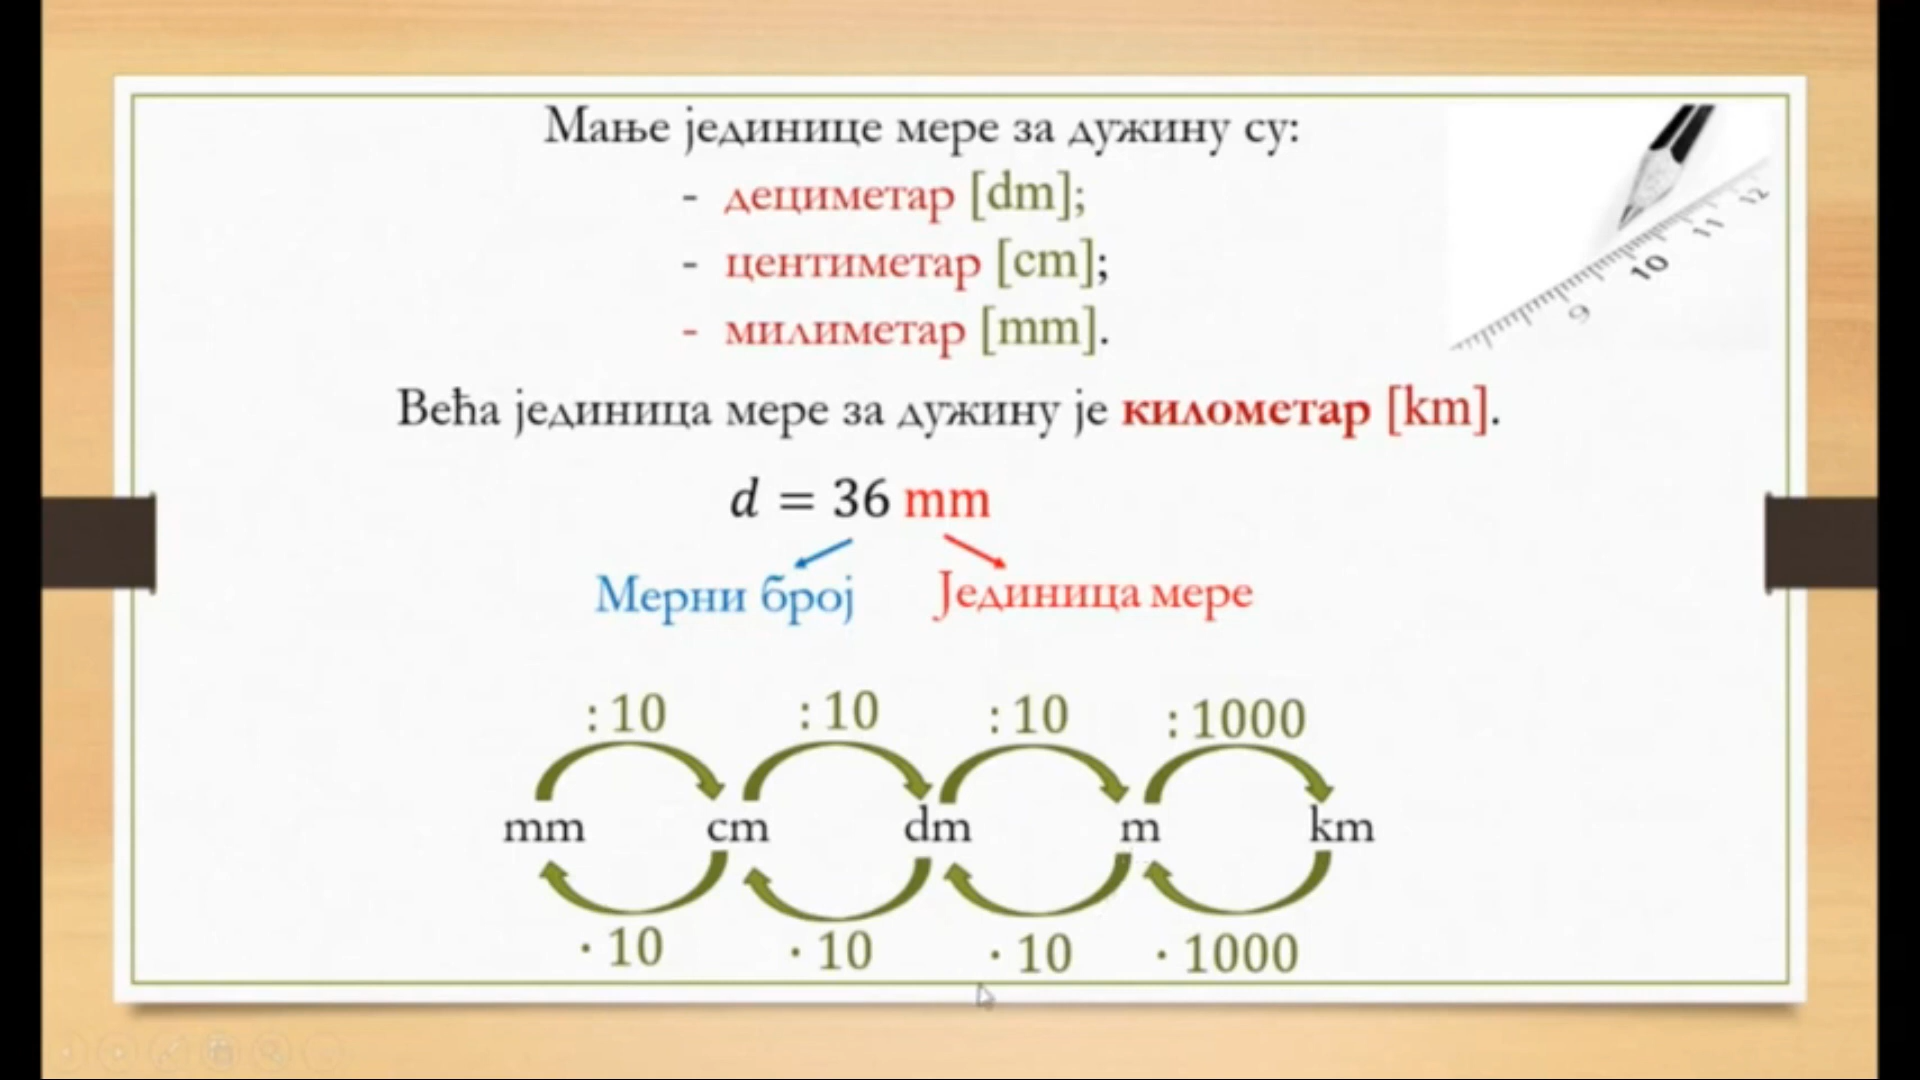 Мање јединице мере за дужину су:
- дециметар [dm];
- центиметар [cm];
- милиметар [mm].
Већа јединица мере за дужину је километар [km].
d = 36 mm
Мерни број Јединица мере
:10 :10 :10 :1000
mm cm dm m km
· 10 · 10 · 10 · 1000
9 10 11 12